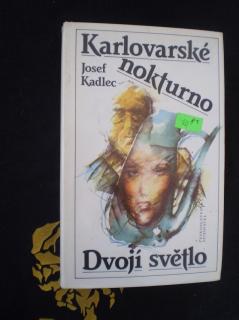 Karlovarské
Josef
Kadlec
nokturno
Dvojí světlo